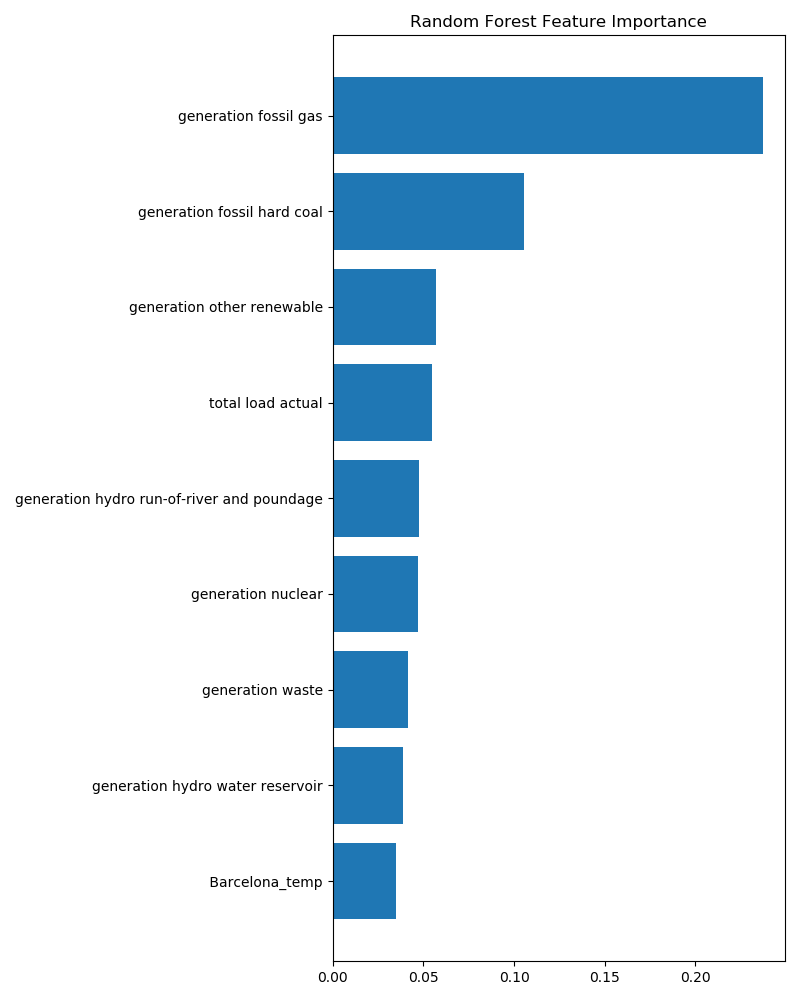 Random Forest Feature Importance
generation fossil gas
generation fossil hard coal
generation other renewable
total load actual
generation hydro run-of-river and poundage
generation nuclear
generation waste
generation hydro water reservoir
Barcelona_temp
0.00 0.05 0.10 0.15 0.20